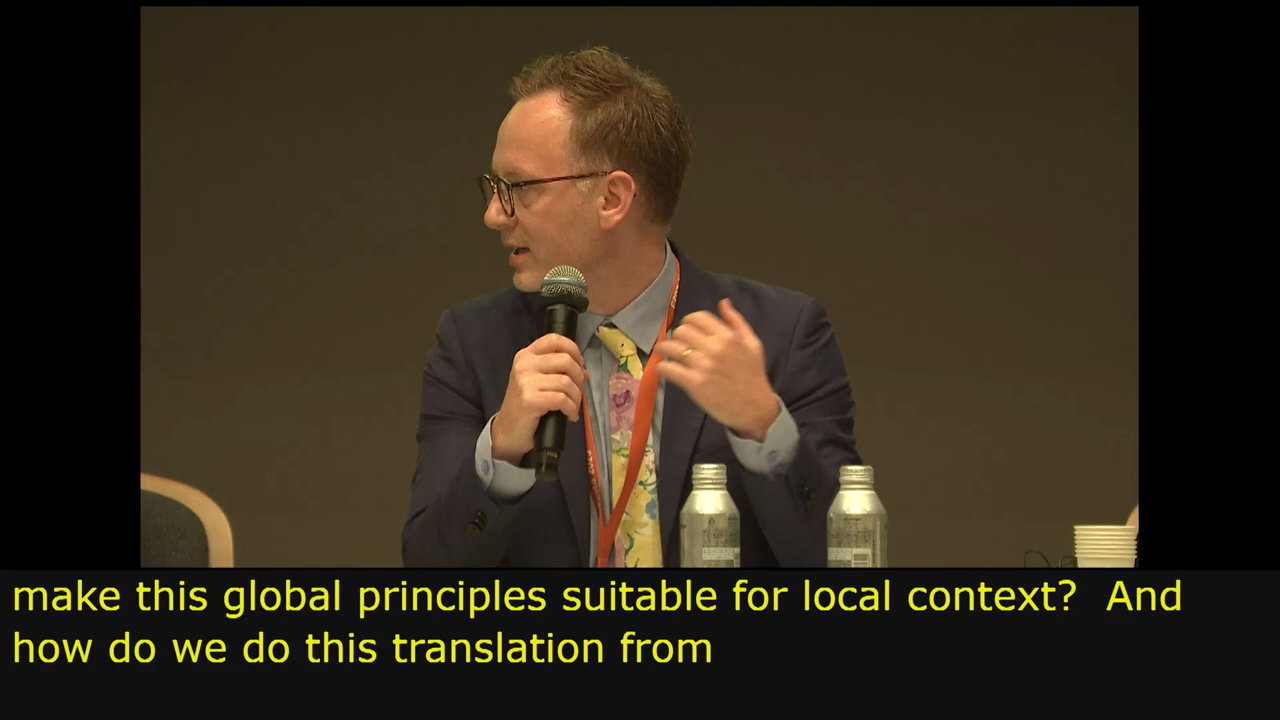 make this global principles suitable for local context?  And
how do we do this translation from